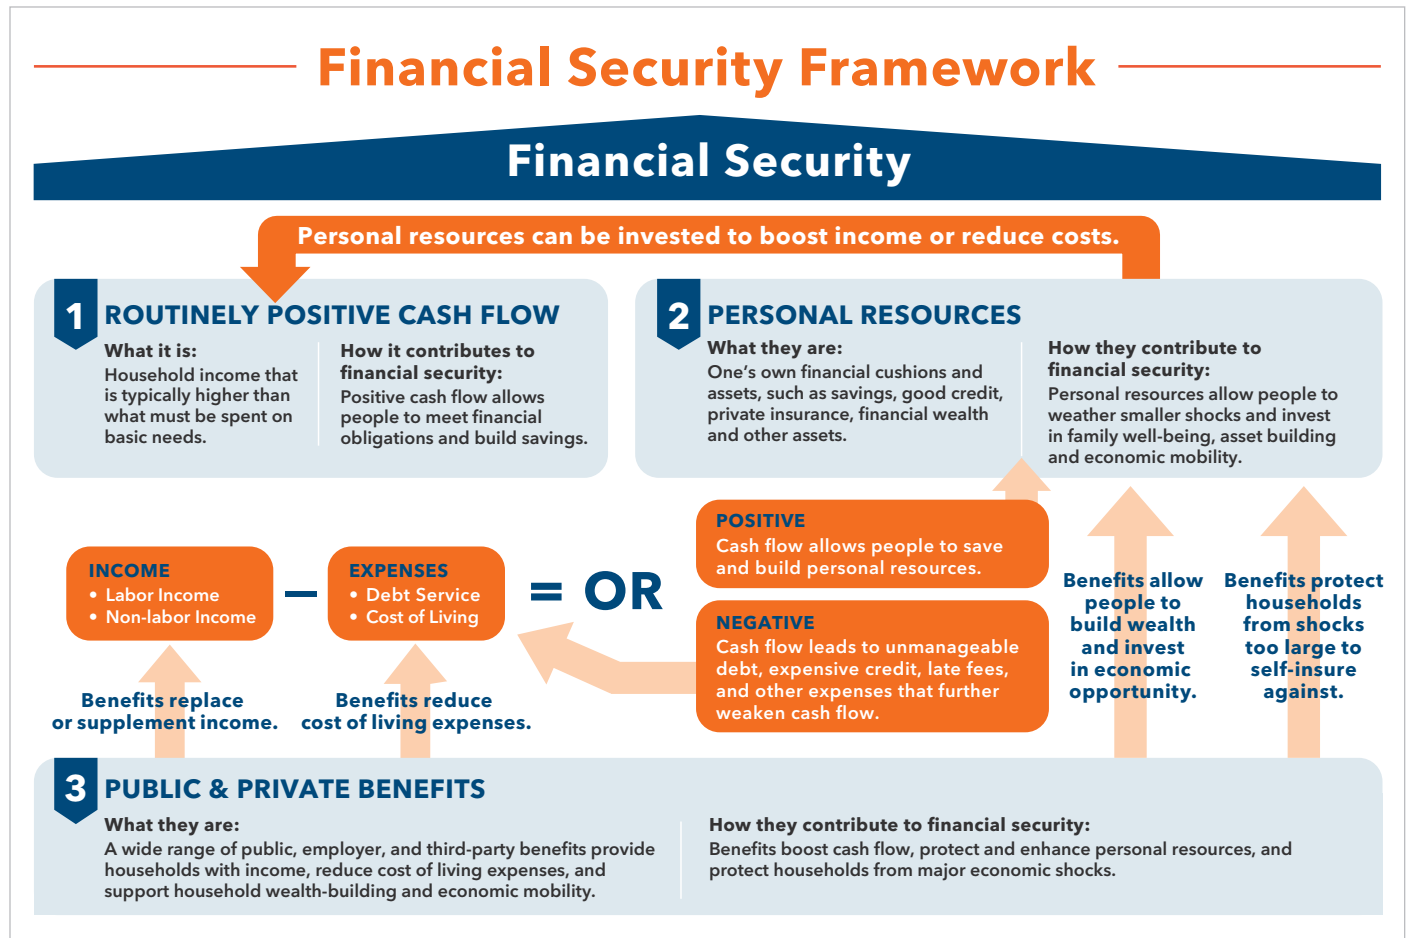 Financial Security Framework
Financial Security
Personal resources can be invested to boost income or reduce costs.
1
ROUTINELY POSITIVE CASH FLOW
What it is:
Household income that
is typically higher than
what must be spent on
basic needs.
How it contributes to
financial security:
Positive cash flow allows
people to meet financial
obligations and build savings.
2
PERSONAL RESOURCES
What they are:
One's own financial cushions and
assets, such as savings, good credit,
private insurance, financial wealth
and other assets.
How they contribute to
financial security:
Personal resources allow people to
weather smaller shocks and invest
in family well-being, asset building
and economic mobility.
INCOME
• Labor Income
• Non-labor Income
–
EXPENSES
• Debt Service
• Cost of Living
= OR
POSITIVE
Cash flow allows people to save
and build personal resources.
NEGATIVE
Cash flow leads to unmanageable
debt, expensive credit, late fees,
and other expenses that further
weaken cash flow.
Benefits replace
or supplement income.
Benefits reduce
cost of living expenses.
Benefits allow
people to
build wealth
and invest
in economic
opportunity.
Benefits protect
households
from shocks
too large to
self-insure
against.
3
PUBLIC & PRIVATE BENEFITS
What they are:
A wide range of public, employer, and third-party benefits provide
households with income, reduce cost of living expenses, and
support household wealth-building and economic mobility.
How they contribute to financial security:
Benefits boost cash flow, protect and enhance personal resources, and
protect households from major economic shocks.